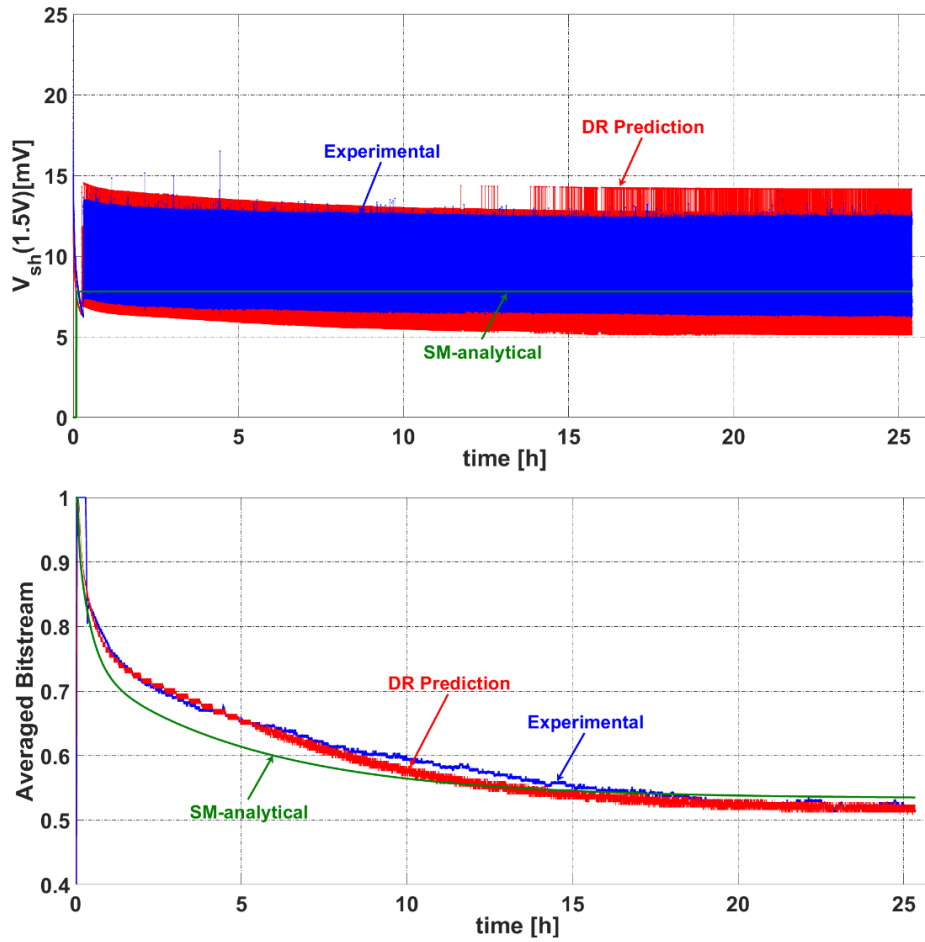 25
20
15
10
5
0
V_sh(1.5V)[mV]
DR Prediction
Experimental
SM-analytical
0 5 10 15 20 25
time [h]
1
0.9
0.8
0.7
0.6
0.5
0.4
Averaged Bitstream
DR Prediction
Experimental
SM-analytical
0 5 10 15 20 25
time [h]